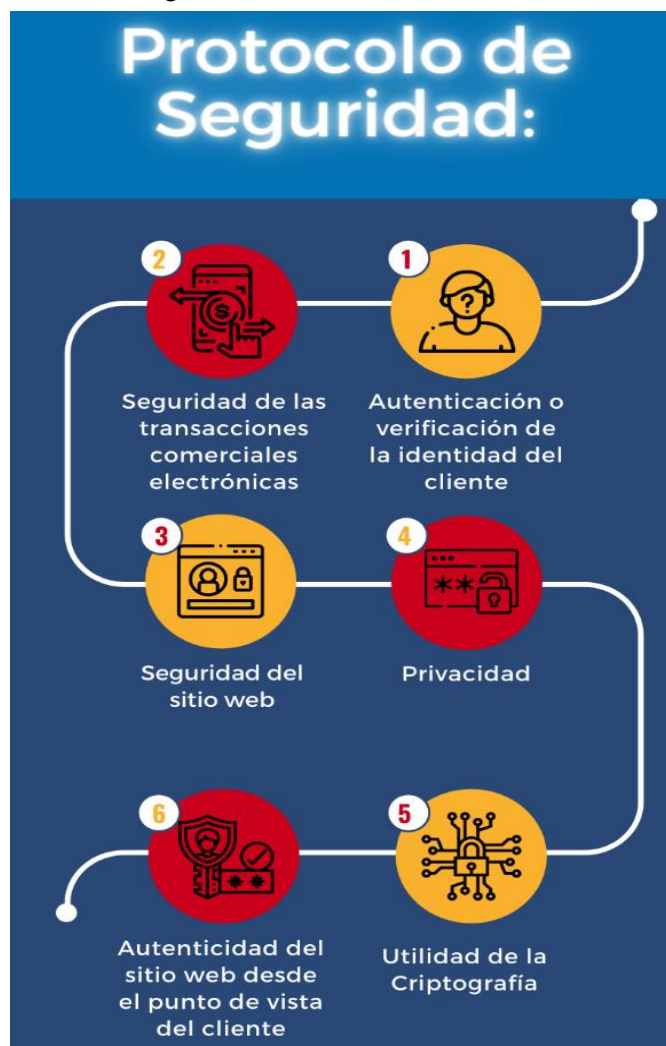 Protocolo de
Seguridad:
1
Autenticación o
verificación de
la identidad del
cliente
2
Seguridad de las
transacciones
comerciales
electrónicas
3
Seguridad del
sitio web
4
Privacidad
5
Utilidad de la
Criptografía
6
Autenticidad del
sitio web desde
el punto de vista
del cliente